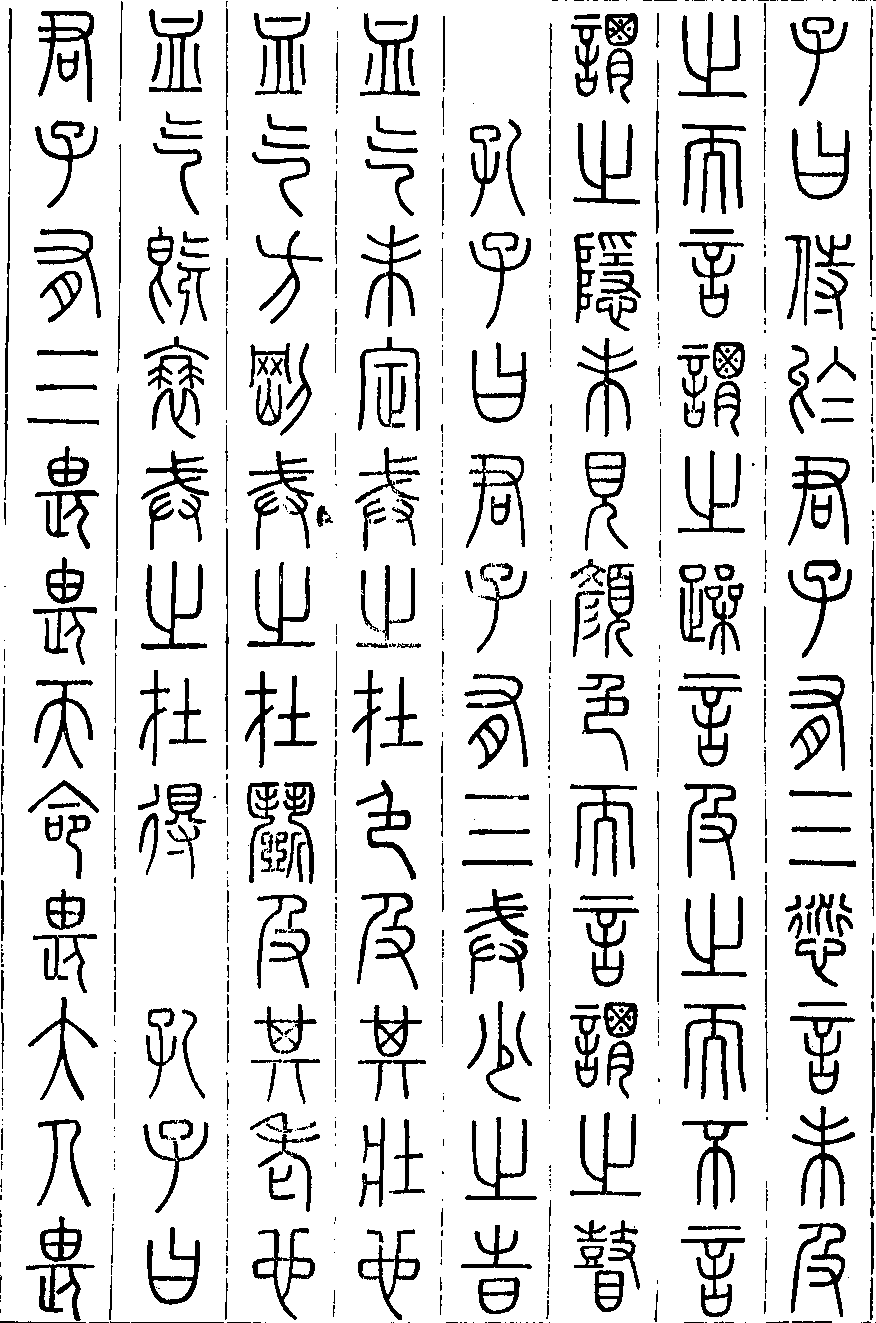 子曰侍於君子有三愆言未及
之而言謂之躁言及之而不言
謂之隱未見顏色而言謂之瞽
孔子曰君子有三戒少之時
血气未定戒之在色及其壯也
血气方剛戒之在鬭及其老也
血气既衰戒之在得 孔子曰
君子有三畏畏天命畏大人畏